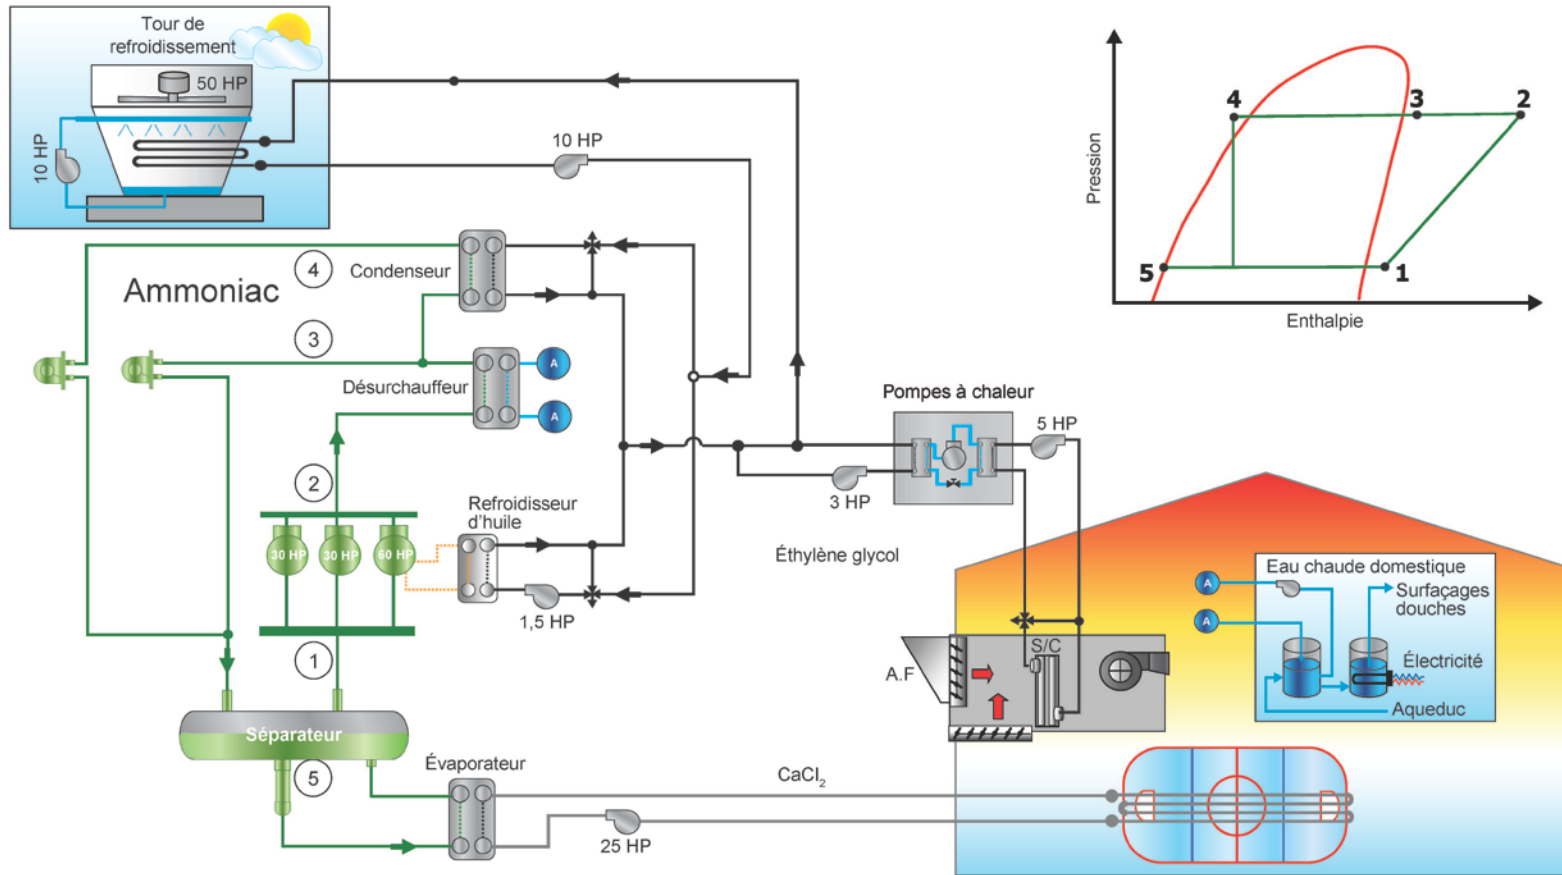 Tour de
refroidissement
50 HP
10 HP
10 HP
4
Condenseur
Ammoniac
3
Désurchauffeur
A
A
2
Refroidisseur
d'huile
30 HP
30 HP
60 HP
1,5 HP
1
Séparateur
5
Évaporateur
25 HP
CaCl₂
Pompes à chaleur
5 HP
3 HP
Éthylène glycol
S/C
A.F
Eau chaude domestique
A
A
Surfaçages
douches
Électricité
Aqueduc
Pression
4
3
2
5
1
Enthalpie